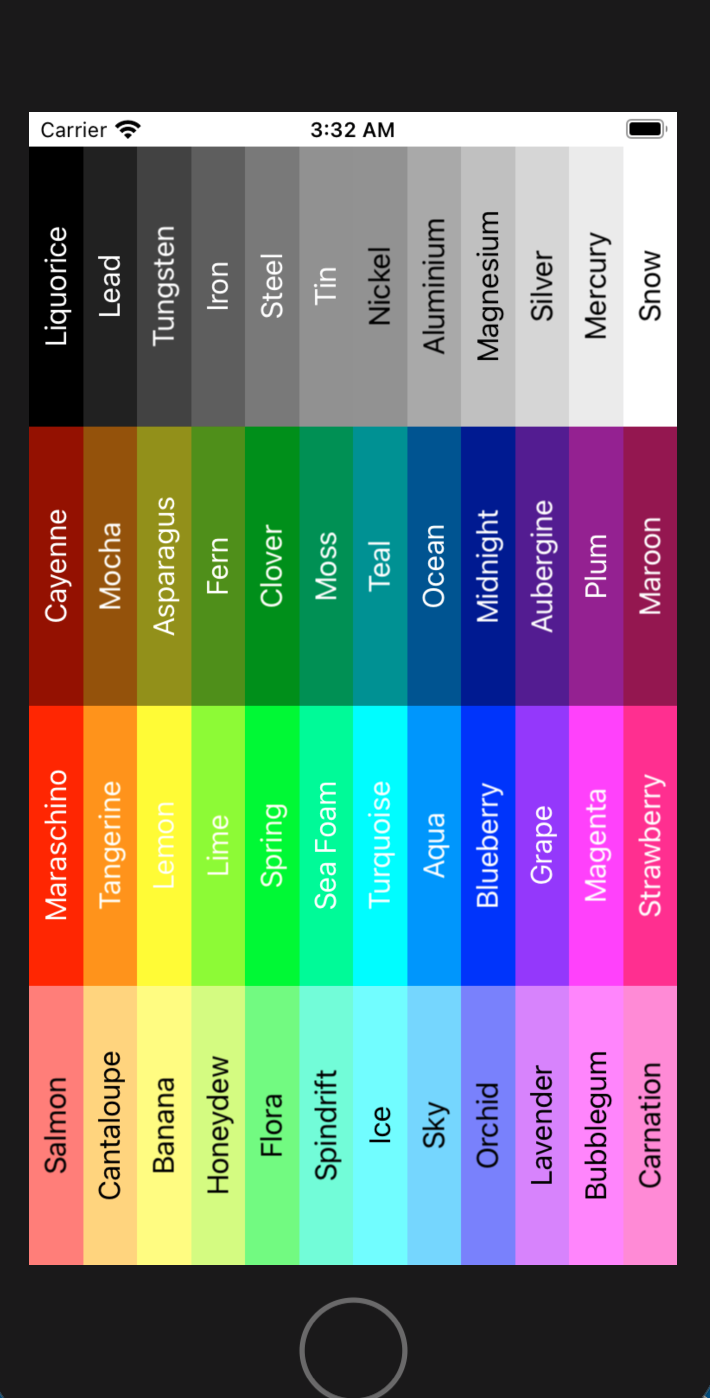 Carrier 3:32 AM
Liquorice
Lead
Tungsten
Iron
Steel
Tin
Nickel
Aluminium
Magnesium
Silver
Mercury
Snow
Cayenne
Mocha
Asparagus
Fern
Clover
Moss
Teal
Ocean
Midnight
Aubergine
Plum
Maroon
Maraschino
Tangerine
Lemon
Lime
Spring
Sea Foam
Turquoise
Aqua
Blueberry
Grape
Magenta
Strawberry
Salmon
Cantaloupe
Banana
Honeydew
Flora
Spindrift
Ice
Sky
Orchid
Lavender
Bubblegum
Carnation